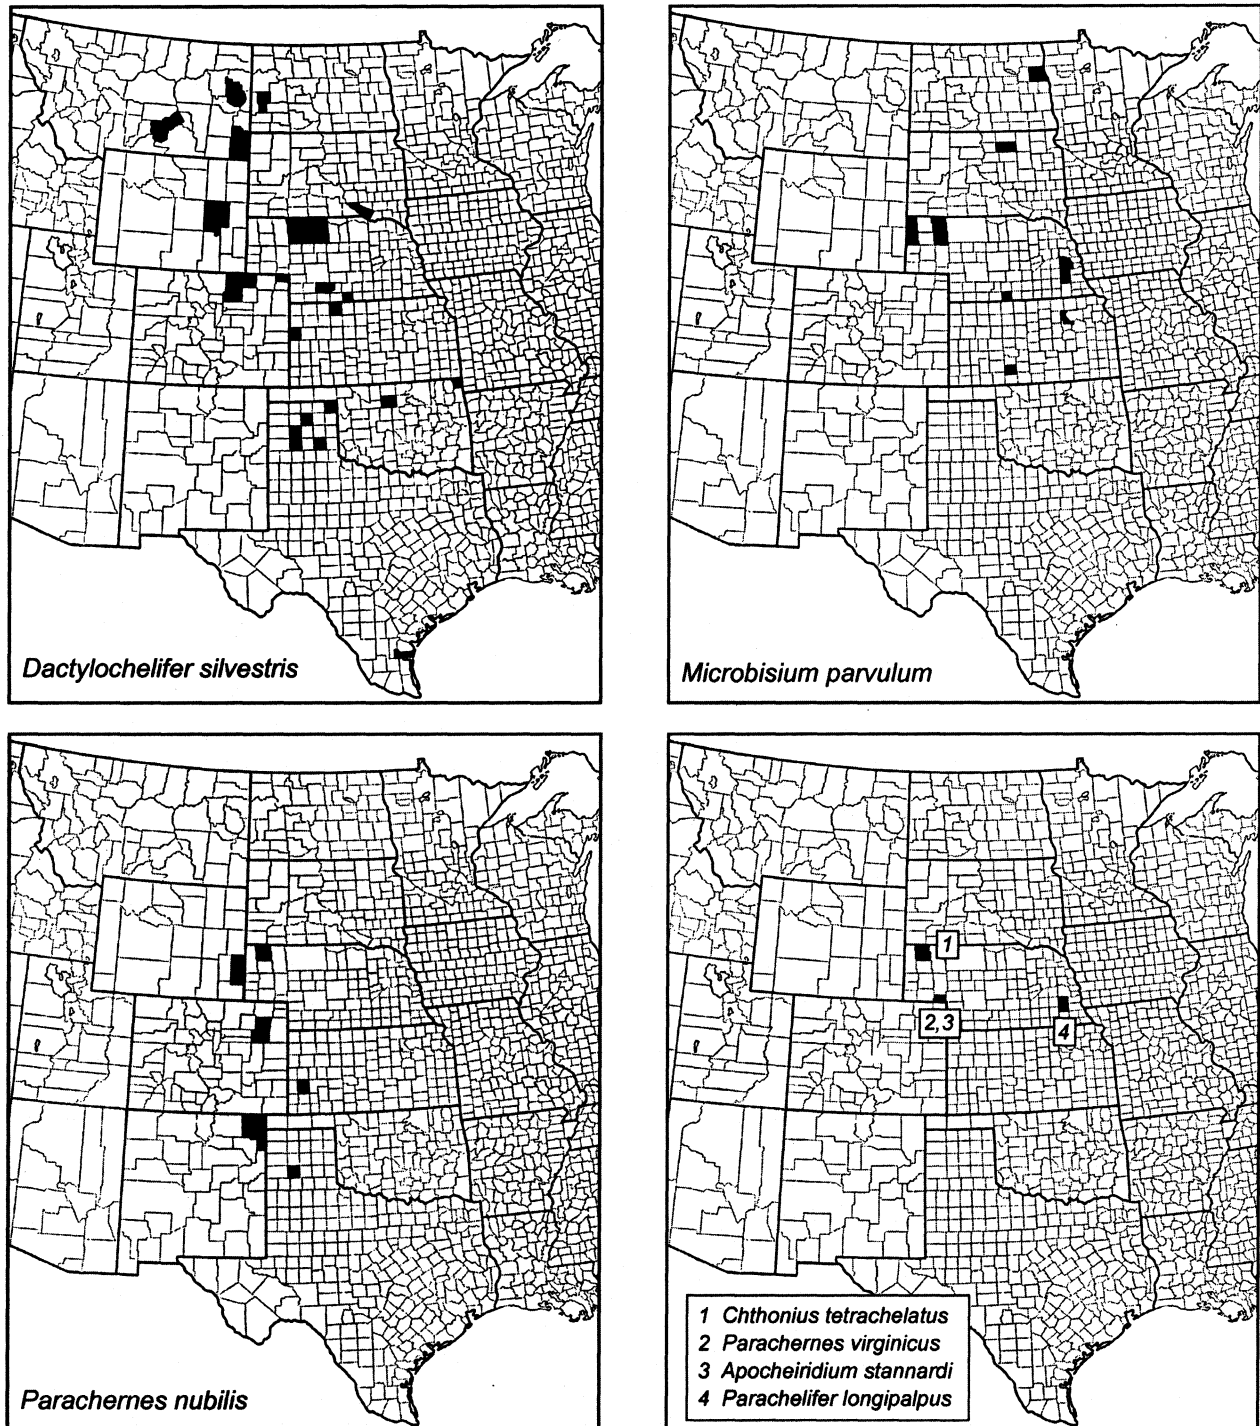 Dactylochelifer silvestris
Microbisium parvulum
Parachernes nubilis
1
2,3
4
1 Chthonius tetrachelatus
2 Parachernes virginicus
3 Apocheiridium stannardi
4 Parachelifer longipalpus